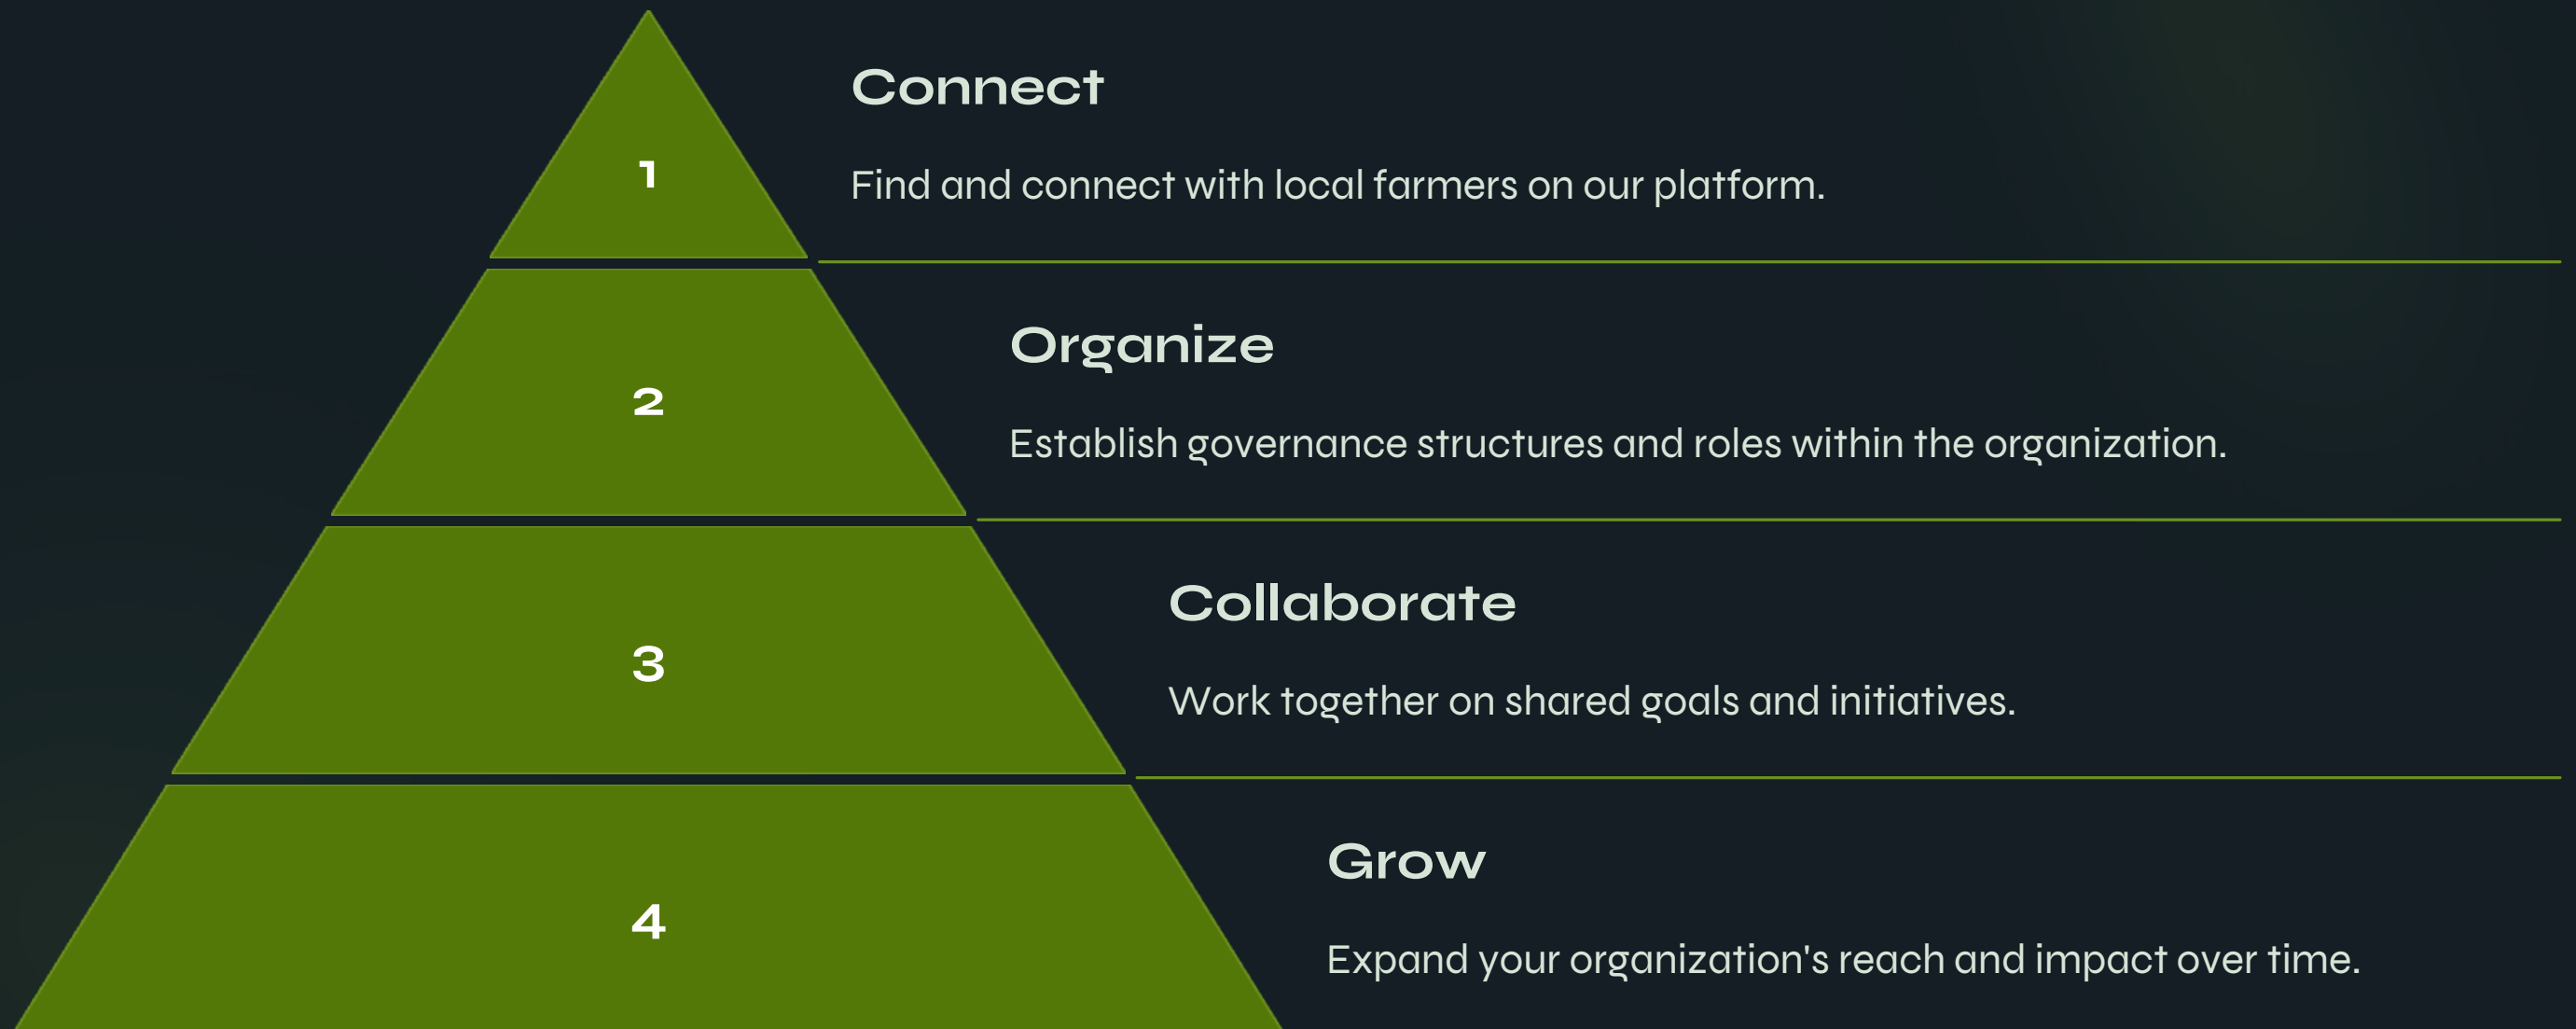 1
Connect
Find and connect with local farmers on our platform.
2
Organize
Establish governance structures and roles within the organization.
3
Collaborate
Work together on shared goals and initiatives.
4
Grow
Expand your organization's reach and impact over time.